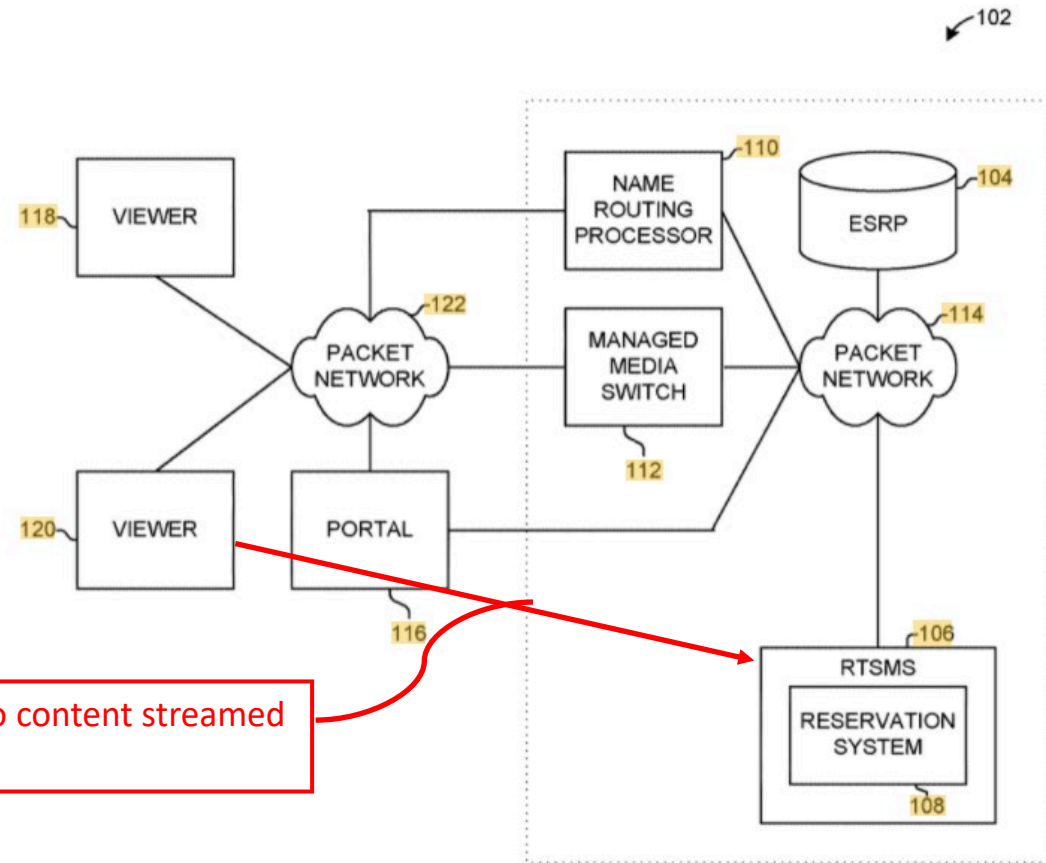 102
110
NAME
ROUTING
PROCESSOR
104
ESRP
118
VIEWER
122
PACKET
NETWORK
MANAGED
MEDIA
SWITCH
112
114
PACKET
NETWORK
120
VIEWER
PORTAL
116
106
RTSMS
RESERVATION
SYSTEM
108
content streamed